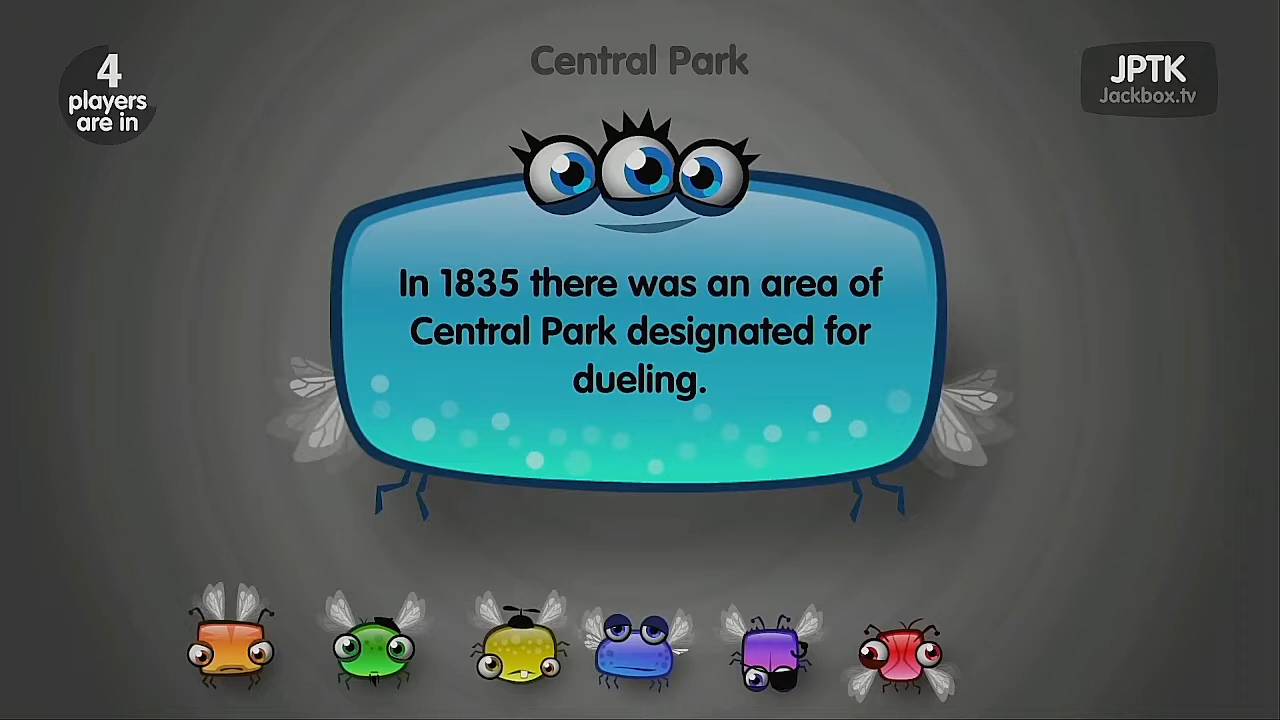 Central Park
4
players
are in
JPTK
Jackbox.tv
In 1835 there was an area of
Central Park designated for
dueling.